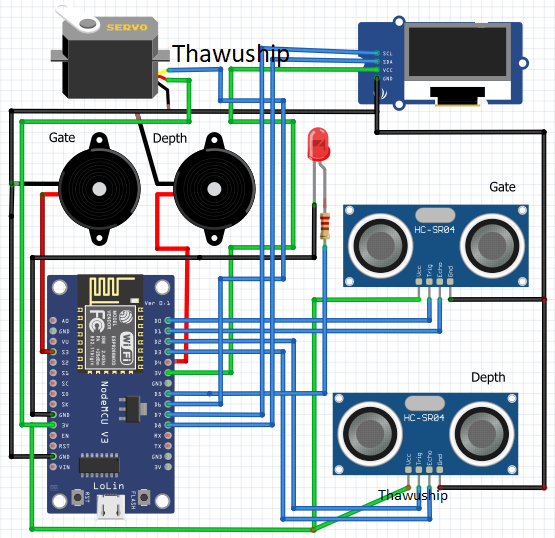 SERVO
Thawuship
SCL
SDA
VCC
GND
Gate
Depth
Gate
HC-SR04
Vcc
Trig
Echo
Gnd
Ver 0.1
WiFi
A0
GND
VU
S3
S2
S1
SC
S0
SK
GND
3V
EN
RST
GND
VIN
D0
D1
D2
D3
D4
3V
GND
D5
D6
D7
D8
RX
TX
GND
3V
NodeMCU V3
LoLin
RST
FLASH
Depth
HC-SR04
Vcc
Trig
Echo
Gnd
Thawuship